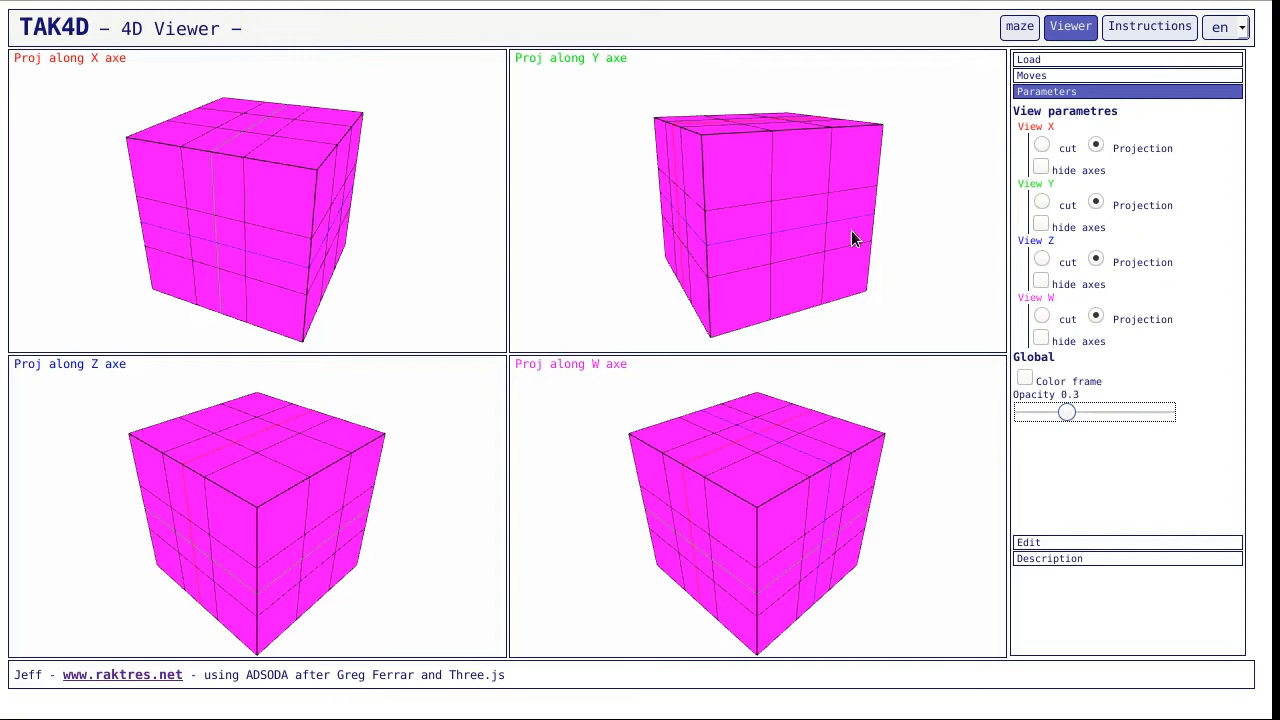 TAK4D – 4D Viewer –
maze
Viewer
Instructions
en
Proj along X axe
Proj along Y axe
Proj along Z axe
Proj along W axe
Load
Moves
Parameters
View parametres
View X
cut Projection
hide axes
View Y
cut Projection
hide axes
View Z
cut Projection
hide axes
View W
cut Projection
hide axes
Global
Color frame
Opacity 0.3
Edit
Description
Jeff - www.raktres.net - using ADSODA after Greg Ferrar and Three.js